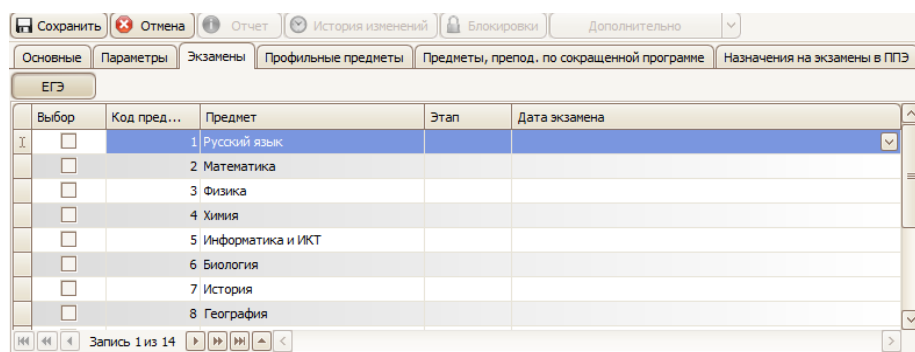 Сохранить Отмена Отчет История изменений Блокировки Дополнительно
Основные Параметры Экзамены Профильные предметы Предметы, препод. по сокращенной программе Назначения на экзамены в ППЭ
ЕГЭ
Выбор Код пред... Предмет Этап Дата экзамена
1 Русский язык
2 Математика
3 Физика
4 Химия
5 Информатика и ИКТ
6 Биология
7 История
8 География
Запись 1 из 14